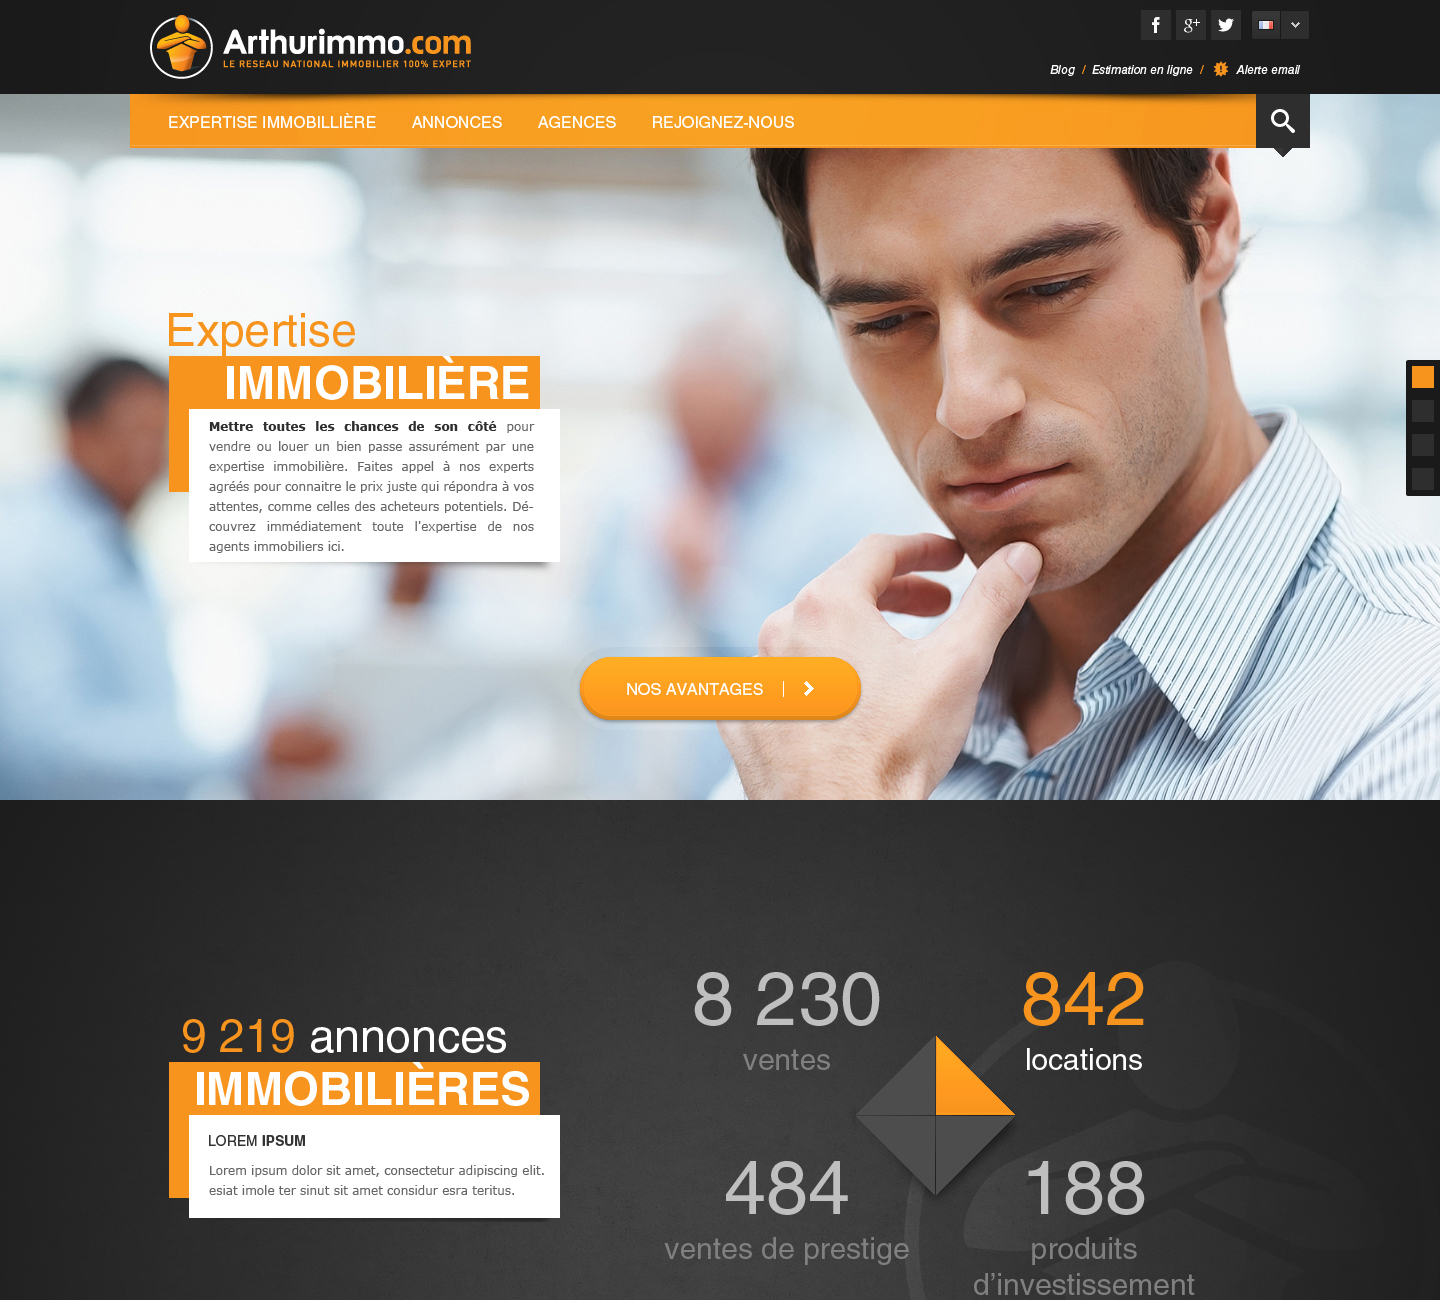 Arthurimmo.com
LE RESEAU NATIONAL IMMOBILIER 100% EXPERT
Blog / Estimation en ligne / Alerte email
EXPERTISE IMMOBILLIÈRE ANNONCES AGENCES REJOIGNEZ-NOUS
Expertise
IMMOBILIÈRE
Mettre toutes les chances de son côté pour
vendre ou louer un bien passe assurément par une
expertise immobilière. Faites appel à nos experts
agréés pour connaitre le prix juste qui répondra à vos
attentes, comme celles des acheteurs potentiels. Dé-
couvrez immédiatement toute l'expertise de nos
agents immobiliers ici.
NOS AVANTAGES
9 219 annonces
IMMOBILIÈRES
LOREM IPSUM
Lorem ipsum dolor sit amet, consectetur adipiscing elit.
esiat imole ter sinut sit amet considur esra teritus.
8 230
ventes
842
locations
484
ventes de prestige
188
produits
d'investissement